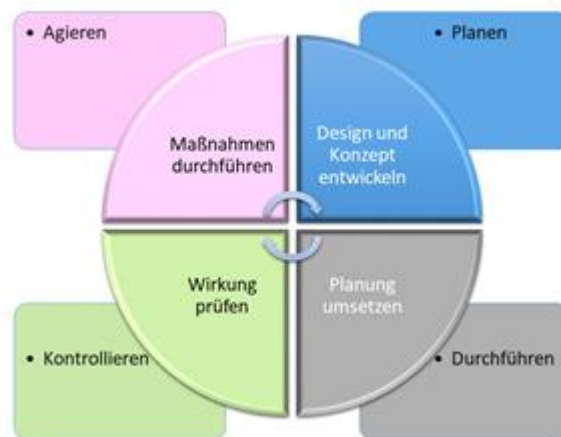 • Agieren
• Planen
Maßnahmen
durchführen
Design und
Konzept
entwickeln
Wirkung
prüfen
Planung
umsetzen
• Kontrollieren
• Durchführen